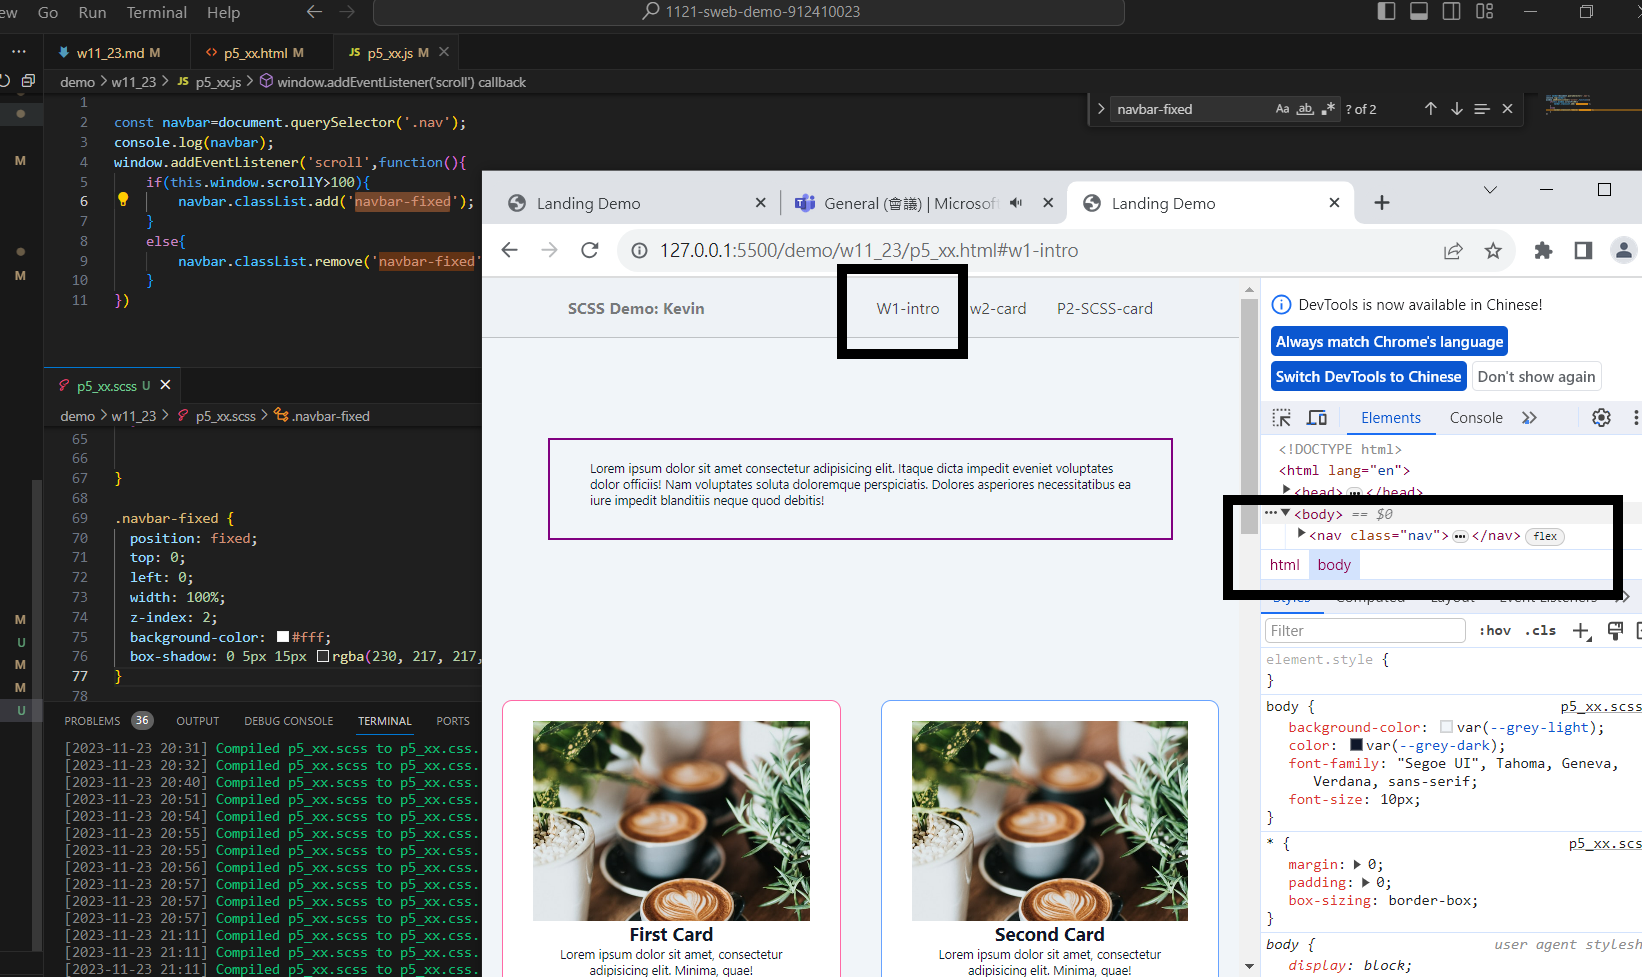 ew Go Run Terminal Help
1121-sweb-demo-912410023
w11_23.md M
p5_xx.html M
JS p5_xx.js M
demo > w11_23 > JS p5_xx.js > window.addEventListener('scroll') callback
navbar-fixed
Aa ab .* ? of 2
1
2 const navbar=document.querySelector('.nav');
3 console.log(navbar);
4 window.addEventListener('scroll',function(){
5 if(this.window.scrollY>100){
6 navbar.classList.add('navbar-fixed');
7 }
8 else{
9 navbar.classList.remove('navbar-fixed'
10 }
11 })
p5_xx.scss U
demo > w11_23 > p5_xx.scss > .navbar-fixed
65
66
67 }
68
69 .navbar-fixed {
70 position: fixed;
71 top: 0;
72 left: 0;
73 width: 100%;
74 z-index: 2;
75 background-color: #fff;
76 box-shadow: 0 5px 15px rgba(230, 217, 217,
77 }
78
M
M
M
U
M
M
U
PROBLEMS 36 OUTPUT DEBUG CONSOLE TERMINAL PORTS
[2023-11-23 20:31] Compiled p5_xx.scss to p5_xx.css.
[2023-11-23 20:32] Compiled p5_xx.scss to p5_xx.css.
[2023-11-23 20:40] Compiled p5_xx.scss to p5_xx.css.
[2023-11-23 20:51] Compiled p5_xx.scss to p5_xx.css.
[2023-11-23 20:54] Compiled p5_xx.scss to p5_xx.css.
[2023-11-23 20:55] Compiled p5_xx.scss to p5_xx.css.
[2023-11-23 20:55] Compiled p5_xx.scss to p5_xx.css.
[2023-11-23 20:56] Compiled p5_xx.scss to p5_xx.css.
[2023-11-23 20:57] Compiled p5_xx.scss to p5_xx.css.
[2023-11-23 20:57] Compiled p5_xx.scss to p5_xx.css.
[2023-11-23 20:57] Compiled p5_xx.scss to p5_xx.css.
[2023-11-23 21:11] Compiled p5_xx.scss to p5_xx.css.
[2023-11-23 21:11] Compiled p5_xx.scss to p5_xx.css.
[2023-11-23 21:11] Compiled p5_xx.scss to p5_xx.css.
Landing Demo
General (會議) | Microsoft
Landing Demo
127.0.0.1:5500/demo/w11_23/p5_xx.html#w1-intro
SCSS Demo: Kevin
W1-intro w2-card P2-SCSS-card
Lorem ipsum dolor sit amet consectetur adipisicing elit. Itaque dicta impedit eveniet voluptates
dolor officiis! Nam voluptates soluta doloremque perspiciatis. Dolores asperiores necessitatibus ea
iure impedit blanditiis neque quod debitis!
First Card
Lorem ipsum dolor sit amet, consectetur
adipisicing elit. Minima, quae!
Second Card
Lorem ipsum dolor sit amet, consectetur
adipisicing elit. Minima, quae!
DevTools is now available in Chinese!
Always match Chrome's language
Switch DevTools to Chinese
Don't show again
Elements Console
<!DOCTYPE html>
<html lang="en">
<head> ... </head>
... <body> == $0
<nav class="nav"> ... </nav> flex
html body
Styles Computed Layout Event Listeners
Filter :hov .cls
element.style {
}
body { p5_xx.scss
background-color: var(--grey-light);
color: var(--grey-dark);
font-family: "Segoe UI", Tahoma, Geneva,
Verdana, sans-serif;
font-size: 10px;
}
* { p5_xx.scs
margin: 0;
padding: 0;
box-sizing: border-box;
}
body { user agent stylesh
display: block;